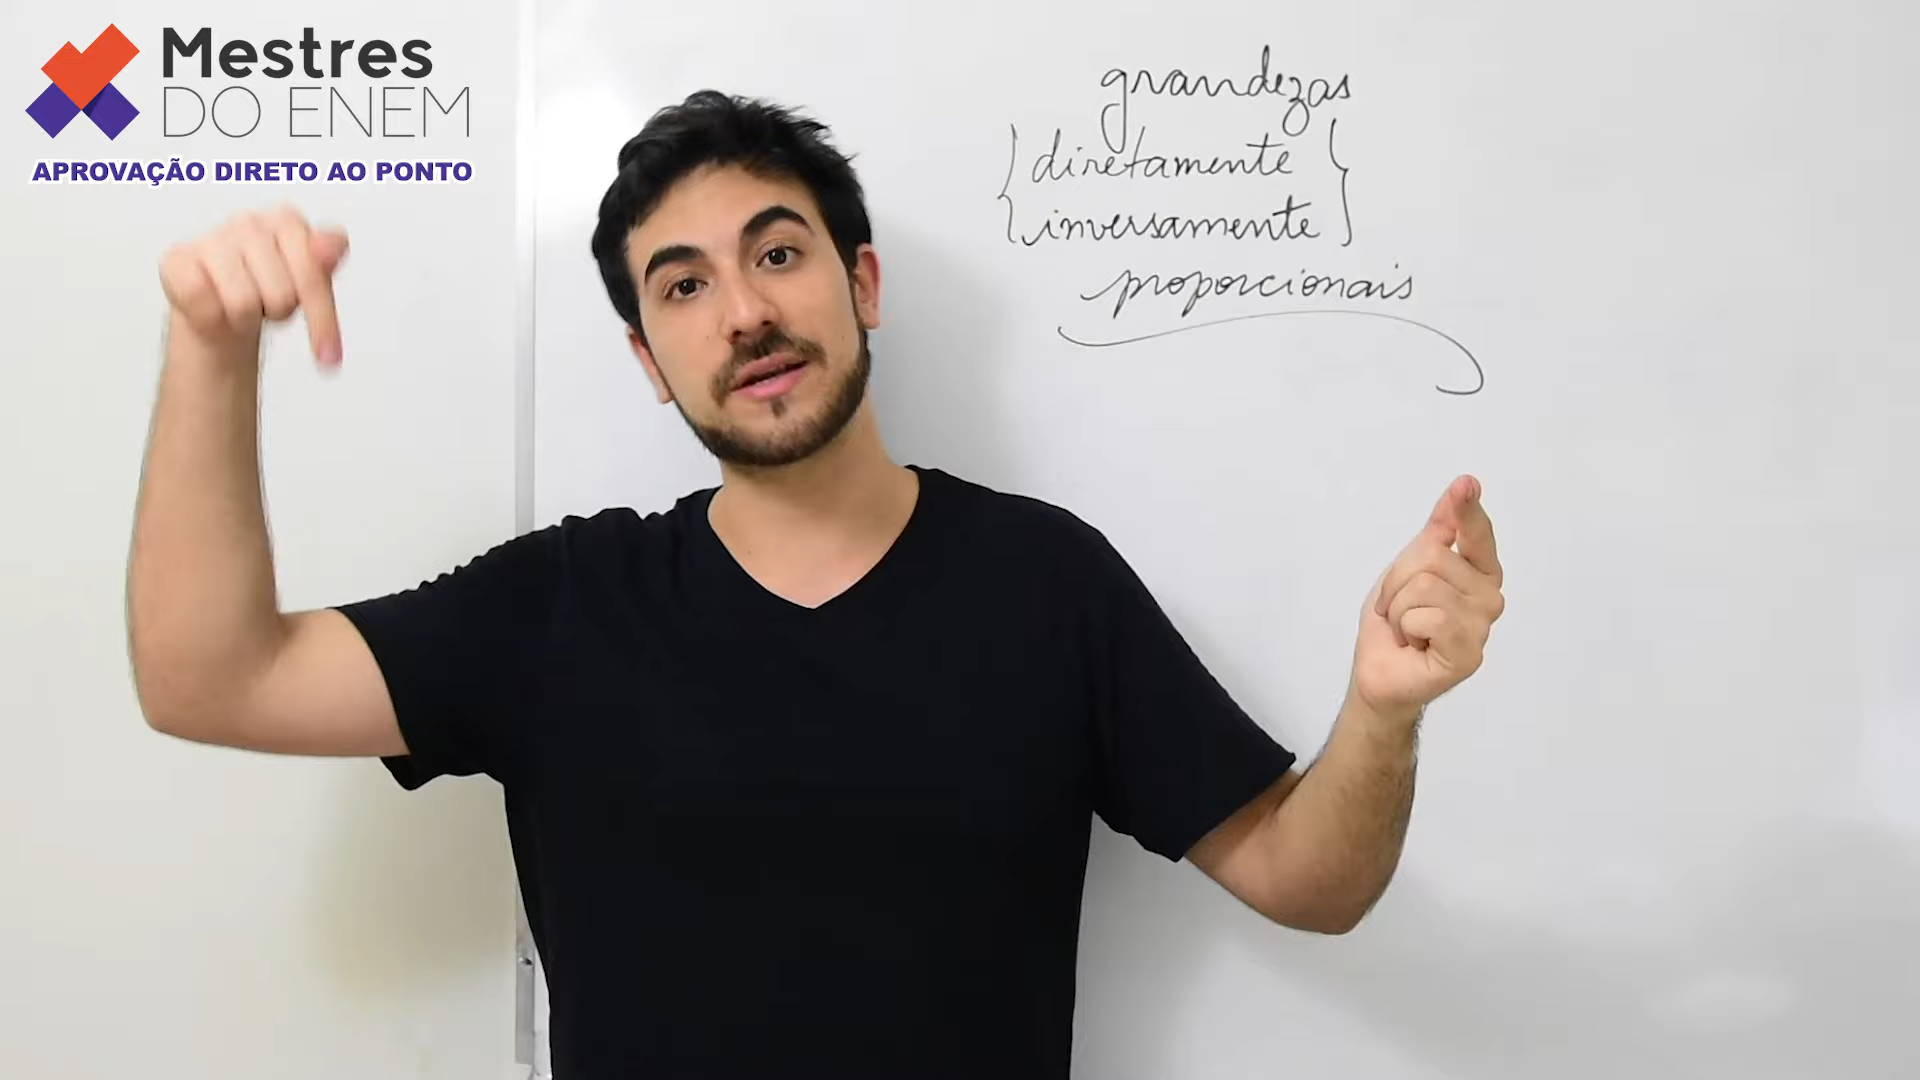 Mestres
DO ENEM
APROVAÇÃO DIRETO AO PONTO
grandezas
diretamente
inversamente
proporcionais